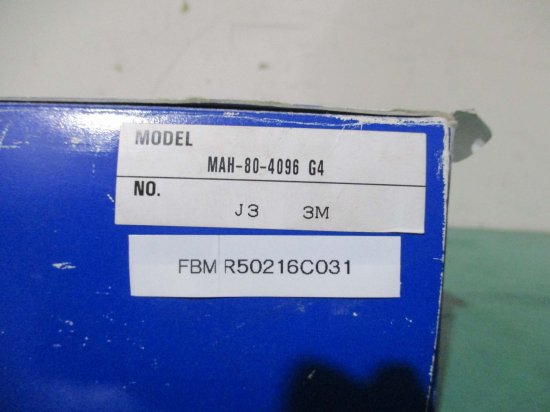 MODEL
MAH-80-4096 G4
NO.
J3 3M
FBM R50216C031